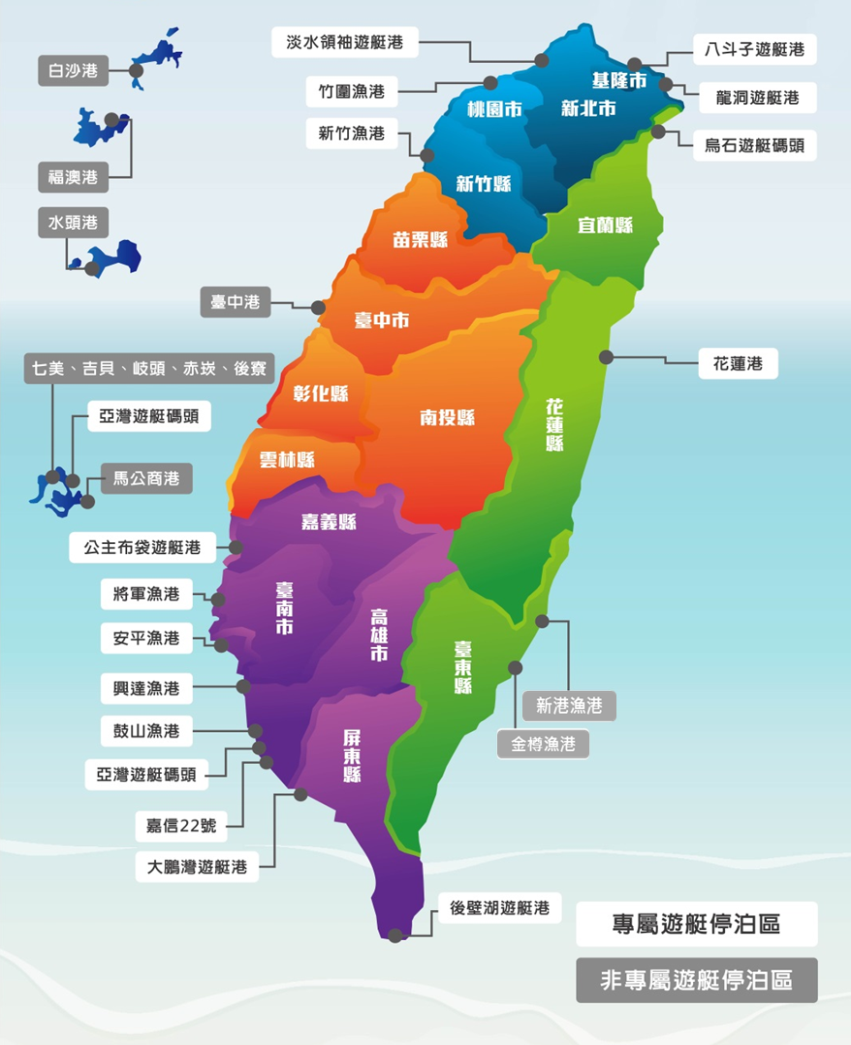 淡水領袖遊艇港
八斗子遊艇港
白沙港
基隆市
竹圍漁港
桃園市
新北市
龍洞遊艇港
新竹漁港
烏石遊艇碼頭
福澳港
新竹縣
水頭港
苗栗縣
宜蘭縣
臺中港
臺中市
七美、吉貝、岐頭、赤崁、後寮
花蓮港
彰化縣
亞灣遊艇碼頭
南投縣
花蓮縣
雲林縣
馬公商港
嘉義縣
公主布袋遊艇港
將軍漁港
臺南市
安平漁港
高雄市
臺東縣
興達漁港
新港漁港
鼓山漁港
金樽漁港
屏東縣
亞灣遊艇碼頭
嘉信22號
大鵬灣遊艇港
後壁湖遊艇港
專屬遊艇停泊區
非專屬遊艇停泊區